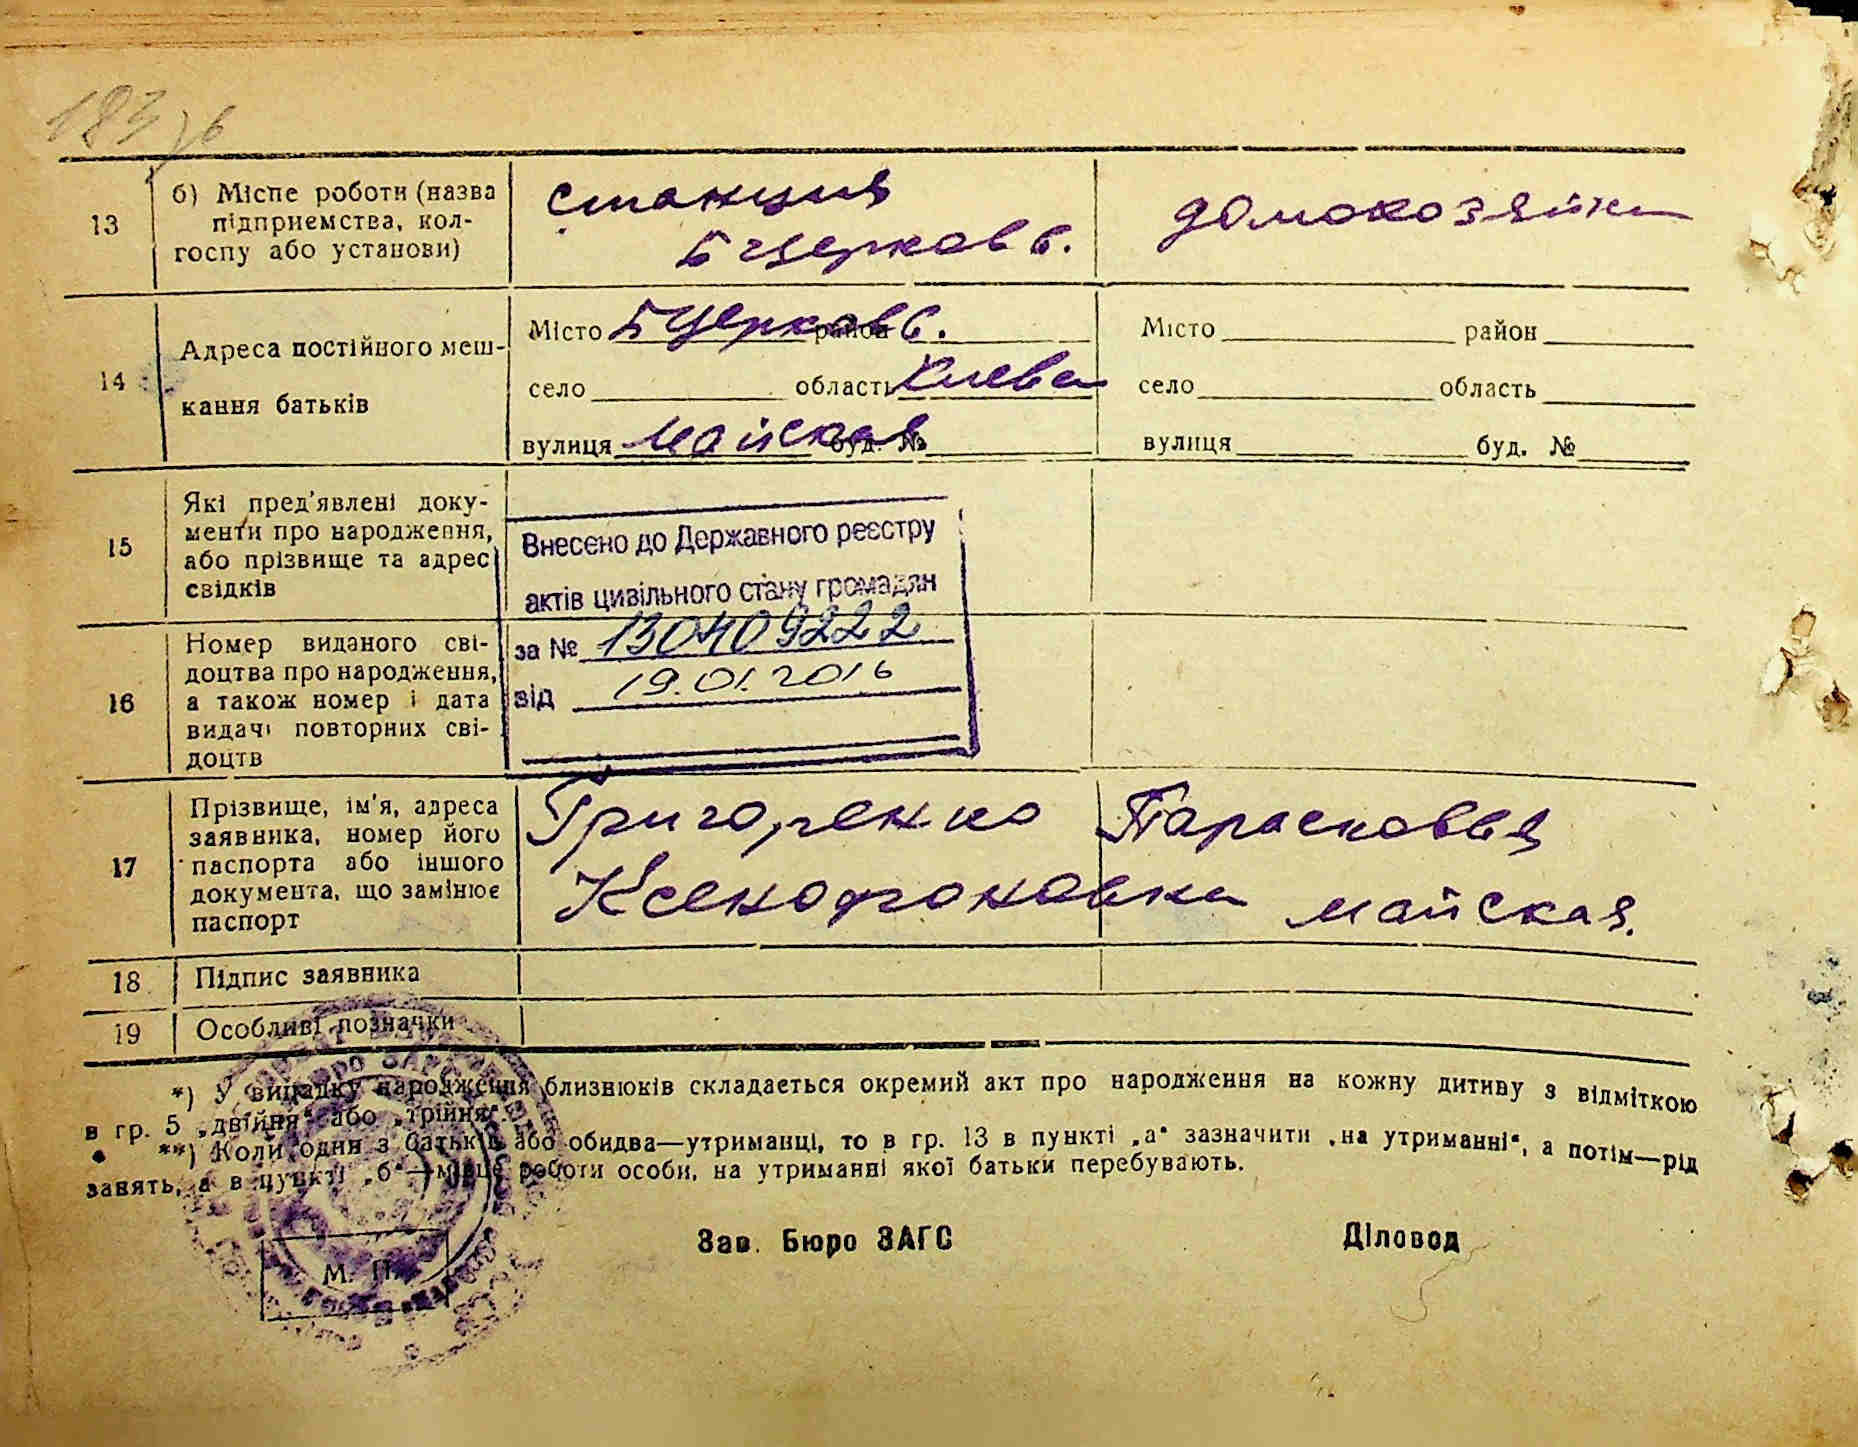 183 зв
13
б) Місце роботи (назва
підприємства, кол-
госпу або установи)
станция
Бцерковь.
домохозяйка
14
Адреса постійного меш-
кання батьків
Місто Бцерковь. район
село область Киева
вулиця Майская буд. №
Місто район
село область
вулиця буд. №
15
Які пред'явлені доку-
менти про народження,
або прізвище та адрес
свідків
Внесено до Державного реєстру
актів цивільного стану громадян
за № 130409222
від 19.01.2016
16
Номер виданого сві-
доцтва про народження,
а також номер і дата
видачі повторних сві-
доцтв
17
Прізвище, ім'я, адреса
заявника, номер його
паспорта або іншого
документа, що замінює
паспорт
Григоренко Парасковья
Ксенофоновна майская.
18 Підпис заявника
19 Особливі позначки
*) У випадку народження близнюків складається окремий акт про народження на кожну дитину з відміткою
в гр. 5 „двійня“ або „трійня“.
**) Коли один з батьків або обидва—утриманці, то в гр. 13 в пункті „а“ зазначити „на утриманні“, а потім—рід
занять, а в пункті „б“—місце роботи особи, на утриманні якої батьки перебувають.
Зав. Бюро ЗАГС Діловод
М. П.